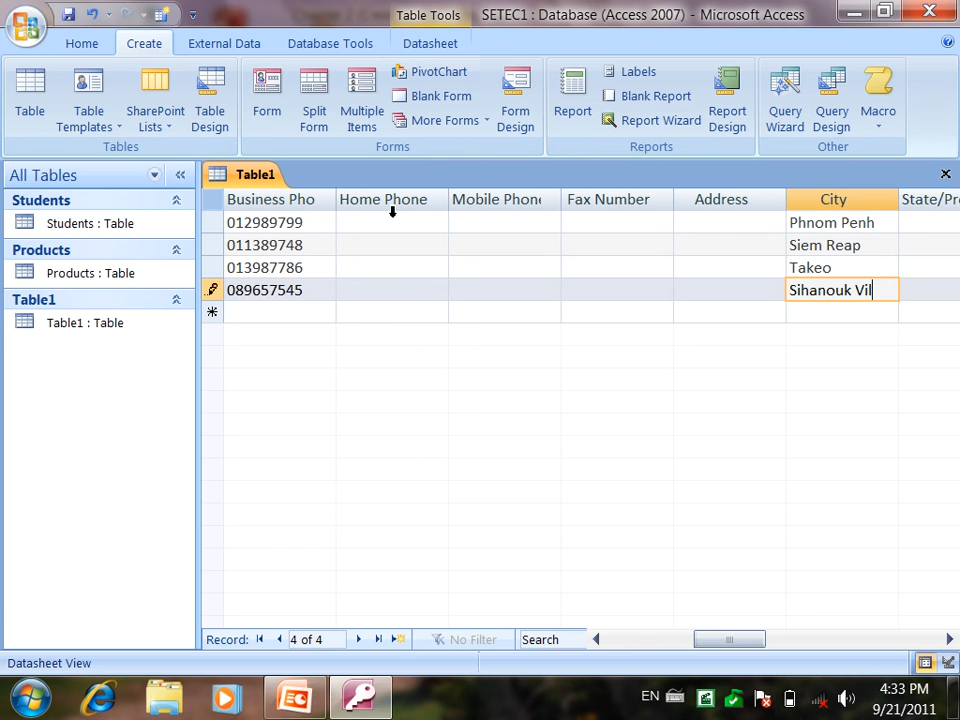 Table Tools
SETEC1 : Database (Access 2007) - Microsoft Access
Home
Create
External Data
Database Tools
Datasheet
Table
Table Templates
SharePoint Lists
Table Design
Tables
Form
Split Form
Multiple Items
PivotChart
Blank Form
More Forms
Form Design
Forms
Report
Labels
Blank Report
Report Wizard
Report Design
Reports
Query Wizard
Query Design
Macro
Other
All Tables
Students
Students : Table
Products
Products : Table
Table1
Table1 : Table
Table1
Business Pho Home Phone Mobile Phone Fax Number Address City State/Pr
012989799 Phnom Penh
011389748 Siem Reap
013987786 Takeo
089657545 Sihanouk Vil
Record: 4 of 4 No Filter Search
Datasheet View
EN
4:33 PM
9/21/2011